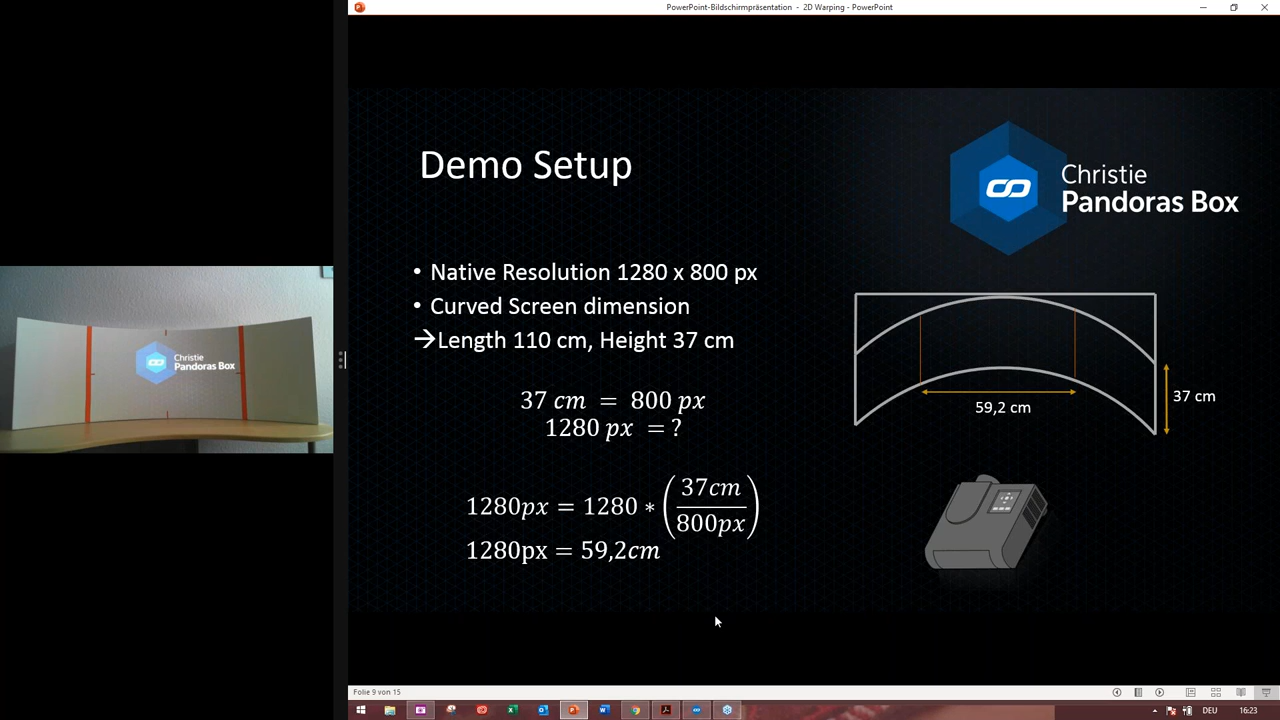 PowerPoint-Bildschirmpräsentation - 2D Warping - PowerPoint
Demo Setup
Christie
Pandoras Box
• Native Resolution 1280 x 800 px
• Curved Screen dimension
→Length 110 cm, Height 37 cm
37 cm = 800 px
1280 px = ?
1280px = 1280 * (37cm/800px)
1280px = 59,2cm
59,2 cm
37 cm
Christie
Pandoras Box
Folie 9 von 15
DEU
16:23